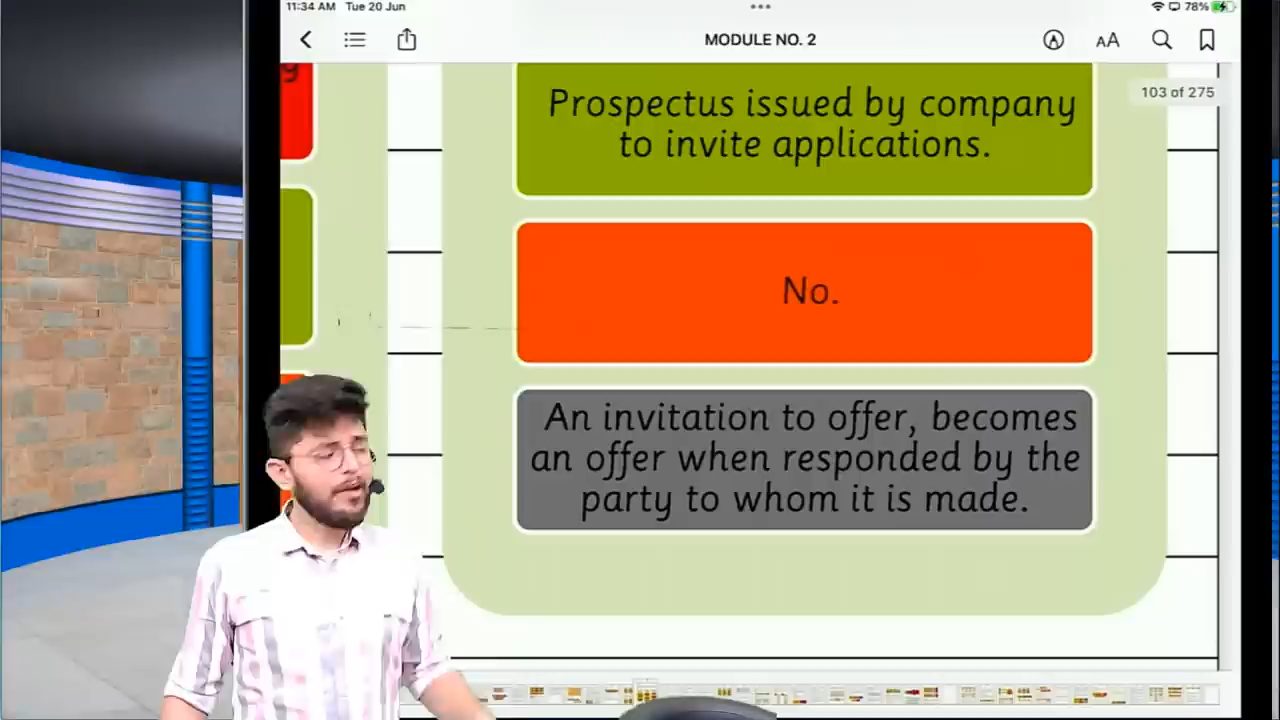 11:34 AM Tue 20 Jun
78%
MODULE NO. 2
AA
103 of 275
Prospectus issued by company
to invite applications.
No.
An invitation to offer, becomes
an offer when responded by the
party to whom it is made.